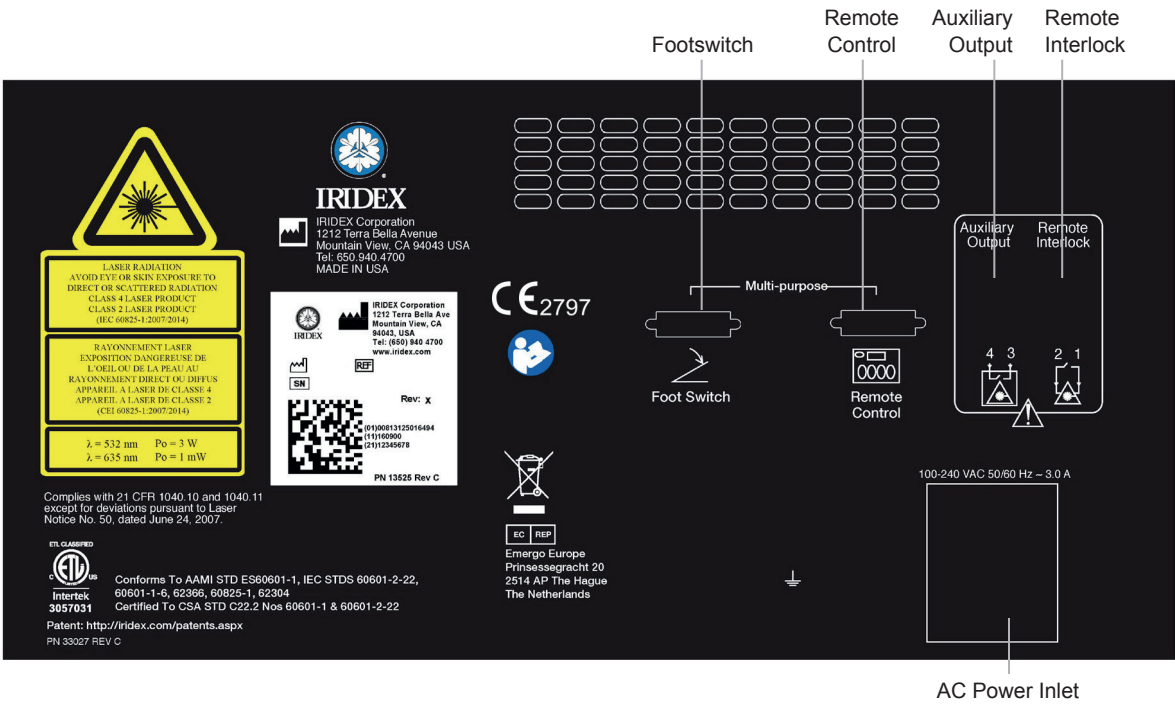 Footswitch
Remote
Control
Auxiliary
Output
Remote
Interlock
LASER RADIATION
AVOID EYE OR SKIN EXPOSURE TO
DIRECT OR SCATTERED RADIATION
CLASS 4 LASER PRODUCT
CLASS 2 LASER PRODUCT
(IEC 60825-1:2007/2014)
RAYONNEMENT LASER
EXPOSITION DANGEREUSE DE
L'OEIL OU DE LA PEAU AU
RAYONNEMENT DIRECT OU DIFFUS
APPAREIL A LASER DE CLASSE 4
APPAREIL A LASER DE CLASSE 2
(CEI 60825-1:2007/2014)
λ = 532 nm Po = 3 W
λ = 635 nm Po = 1 mW
Complies with 21 CFR 1040.10 and 1040.11
except for deviations pursuant to Laser
Notice No. 50, dated June 24, 2007.
ETL CLASSIFIED
C ETL US
Intertek
3057031
Conforms To AAMI STD ES60601-1, IEC STDS 60601-2-22,
60601-1-6, 62366, 60825-1, 62304
Certified To CSA STD C22.2 Nos 60601-1 & 60601-2-22
Patent: http://iridex.com/patents.aspx
PN 33027 REV C
®
IRIDEX
IRIDEX Corporation
1212 Terra Bella Avenue
Mountain View, CA 94043 USA
Tel: 650.940.4700
MADE IN USA
IRIDEX
IRIDEX Corporation
1212 Terra Bella Ave
Mountain View, CA
94043, USA
Tel: (650) 940 4700
www.iridex.com
REF
SN
Rev: X
(01)00813125016494
(11)160900
(21)12345678
PN 13525 Rev C
CE2797
EC REP
Emergo Europe
Prinsessegracht 20
2514 AP The Hague
The Netherlands
Multi-purpose
Foot Switch
0000
Remote
Control
Auxiliary
Output
Remote
Interlock
4 3
2 1
100-240 VAC 50/60 Hz ~ 3.0 A
AC Power Inlet